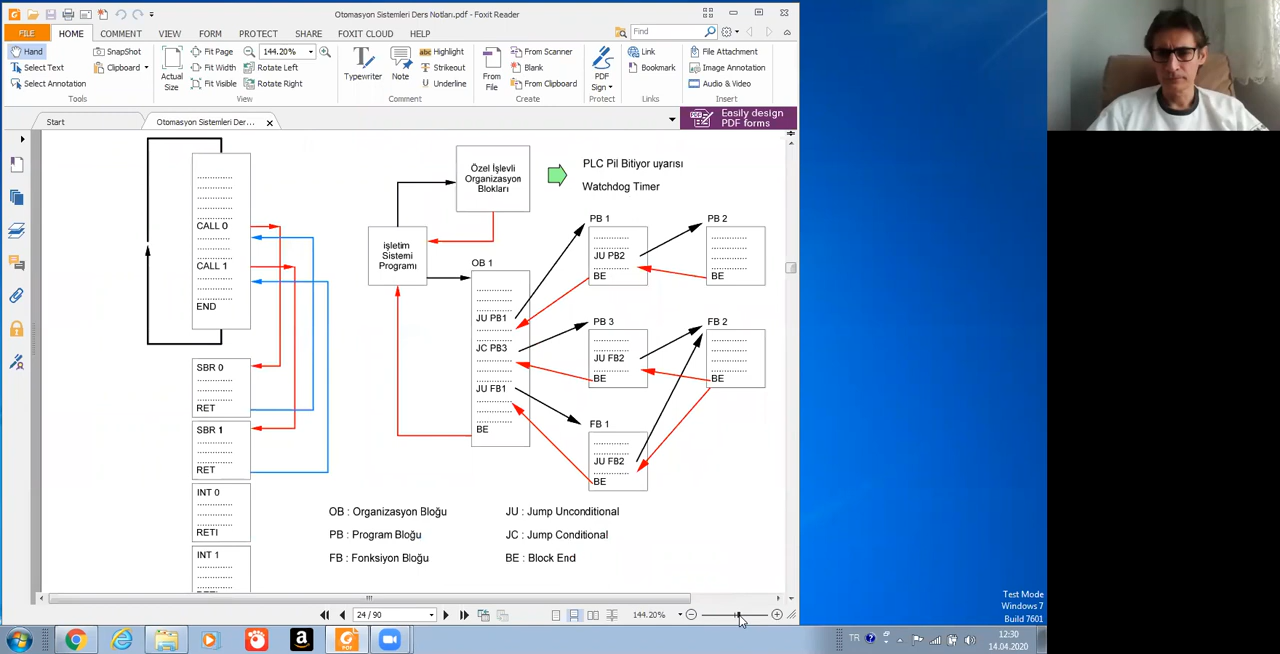 Otomasyon Sistemleri Ders Notları.pdf - Foxit Reader
FILE HOME COMMENT VIEW FORM PROTECT SHARE FOXIT CLOUD HELP Find
Hand SnapShot Fit Page 144.20% Highlight From Scanner Link File Attachment
Select Text Clipboard Fit Width Rotate Left Strikeout Blank Bookmark Image Annotation
Select Annotation Actual Size Fit Visible Rotate Right Typewriter Note Underline From File From Clipboard PDF Sign Audio & Video
Tools View Comment Create Protect Links Insert
Start Otomasyon Sistemleri Der... Easily design PDF forms
CALL 0
CALL 1
END
SBR 0
RET
SBR 1
RET
INT 0
RETI
INT 1
Özel İşlevli
Organizasyon
Blokları
PLC Pil Bitiyor uyarısı
Watchdog Timer
işletim
Sistemi
Programı
OB 1
JU PB1
JC PB3
JU FB1
BE
PB 1
JU PB2
BE
PB 2
BE
PB 3
JU FB2
BE
FB 2
BE
FB 1
JU FB2
BE
OB : Organizasyon Bloğu JU : Jump Unconditional
PB : Program Bloğu JC : Jump Conditional
FB : Fonksiyon Bloğu BE : Block End
24 / 90 144.20%
Test Mode
Windows 7
Build 7601
TR 12:30
14.04.2020